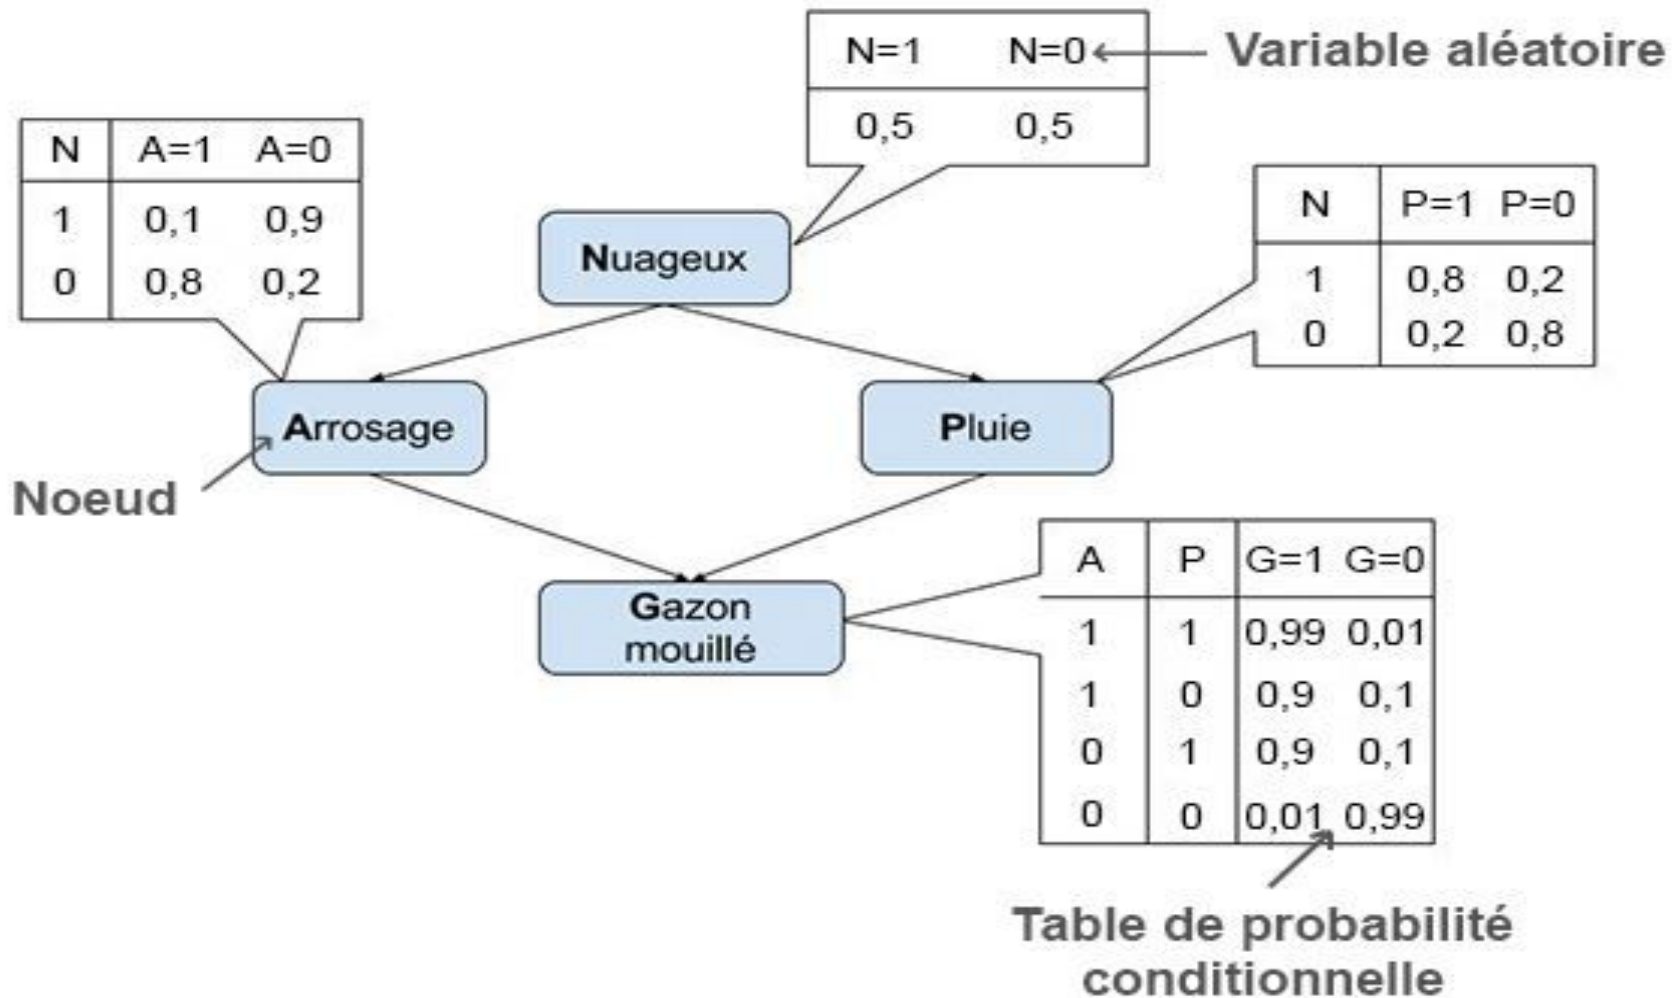 N=1 N=0
0,5 0,5
Variable aléatoire
N A=1 A=0
1 0,1 0,9
0 0,8 0,2
Nuageux
N P=1 P=0
1 0,8 0,2
0 0,2 0,8
Arrosage
Pluie
Noeud
Gazon
mouillé
A P G=1 G=0
1 1 0,99 0,01
1 0 0,9 0,1
0 1 0,9 0,1
0 0 0,01 0,99
Table de probabilité
conditionnelle